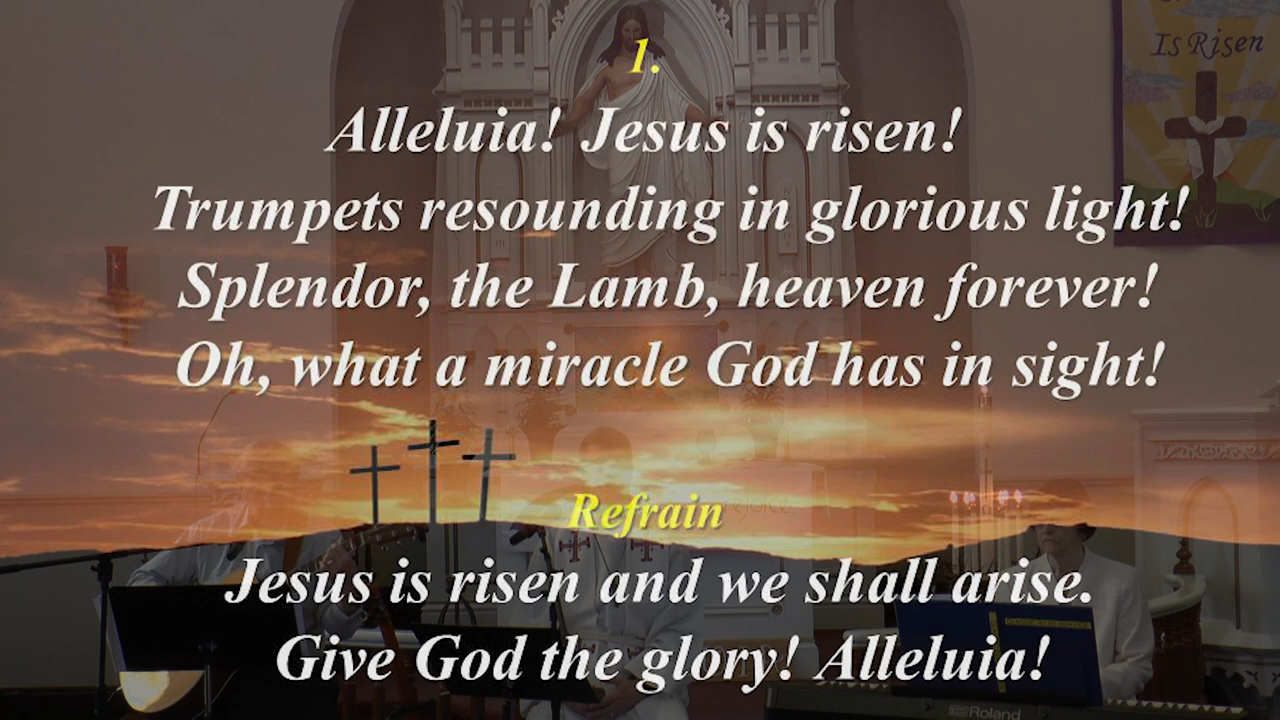 Is Risen
1.
Alleluia! Jesus is risen!
Trumpets resounding in glorious light!
Splendor, the Lamb, heaven forever!
Oh, what a miracle God has in sight!
Refrain
Jesus is risen and we shall arise.
Give God the glory! Alleluia!
Roland